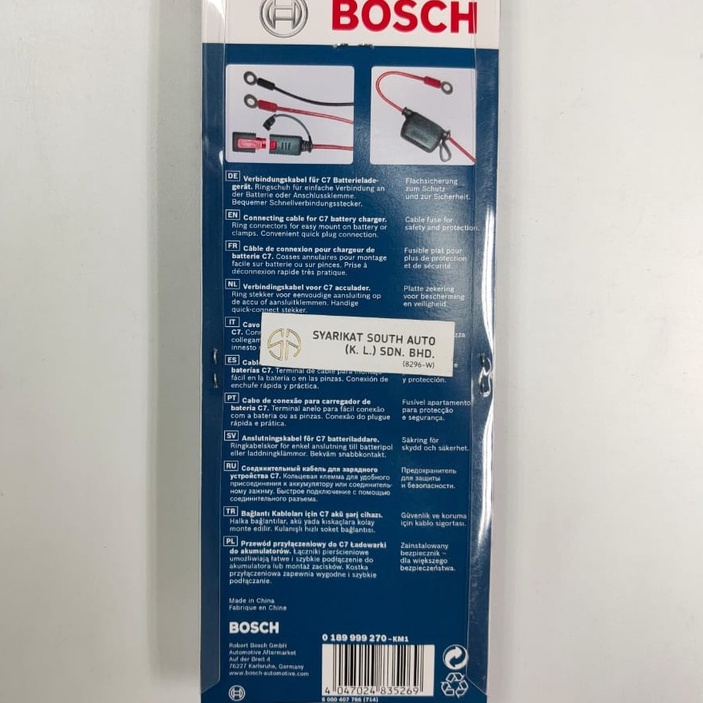 BOSCH
DE Verbindungskabel für C7 Batterielade-
gerät. Ringschuh für einfache Verbindung an
der Batterie oder Anschlussklemme.
Bequemer Schnellverbindungsstecker.
Flachsicherung
zum Schutz
und zur Sicherheit.
EN Connecting cable for C7 battery charger.
Ring connectors for easy mount on battery or
clamps. Convenient quick plug connection.
Cable fuse for
safety and protection.
FR Câble de connexion pour chargeur de
batterie C7. Cosses annulaires pour montage
facile sur batterie ou sur pinces. Prise à
déconnexion rapide très pratique.
Fusible plat pour
plus de protection
et de sécurité.
NL Verbindingskabel voor C7 acculader.
Ring stekker voor eenvoudige aansluiting op
de accu of aansluitklemmen. Handige
quick-connect stekker.
Platte zekering
voor bescherming
en veiligheid.
IT Cavo
C7.
innesto
SYARIKAT SOUTH AUTO
(K. L.) SDN. BHD.
(8296-W)
ES
baterías C7. Terminal de cable para
fácil en la batería o en las pinzas. Conexión de
enchufe rápida y práctica.
y protección.
PT Cabo de conexão para carregador de
bateria C7. Terminal anelo para fácil conexão
com a bateria ou as pinzas. Conexão do plugue
rápida e prática.
Fusível apartamento
para protecção
e segurança.
SV Anslutningskabel för C7 batteriladdare.
Ringkabelskor för enkel anslutning till batteripol
eller laddningklämmor. Bekväm snabbkontakt.
Säkring för
skydd och säkerhet.
RU Соединительный кабель для зарядного
устройства C7. Кольцевая клемма для удобного
присоединения к аккумулятору или соединитель-
ному зажиму. Быстрое подключение с помощью
соединительного разъема.
Предохранитель
для защиты
и безопасности.
TR Bağlantı Kabloları için C7 akü şarj cihazı.
Halka bağlantılar, akü yada kıskaçlara kolay
monte edilir. Kulanışlı hızlı soket bağlantısı.
Güvenlik ve koruma
için kablo sigortası.
PL Przewód przyłączeniowy do C7 Ładowarki
do akumulatorów. Łączniki pierścieniowe
umożliwiają łatwe i szybkie podłączenie do
akumulatora lub montaż zacisków. Kostka
przyłączeniowa zapewnia wygodne i szybkie
podłączanie.
Zainstalowany
bezpiecznik -
dla większego
bezpieczeństwa.
Made in China
Fabrique en Chine
BOSCH
Robert Bosch GmbH
Automotive Aftermarket
Auf der Breit 4
76227 Karlsruhe, Germany
www.bosch-automotive.com
0 189 999 270-KM1
4 047024 835269
6 000 407 706 (714)